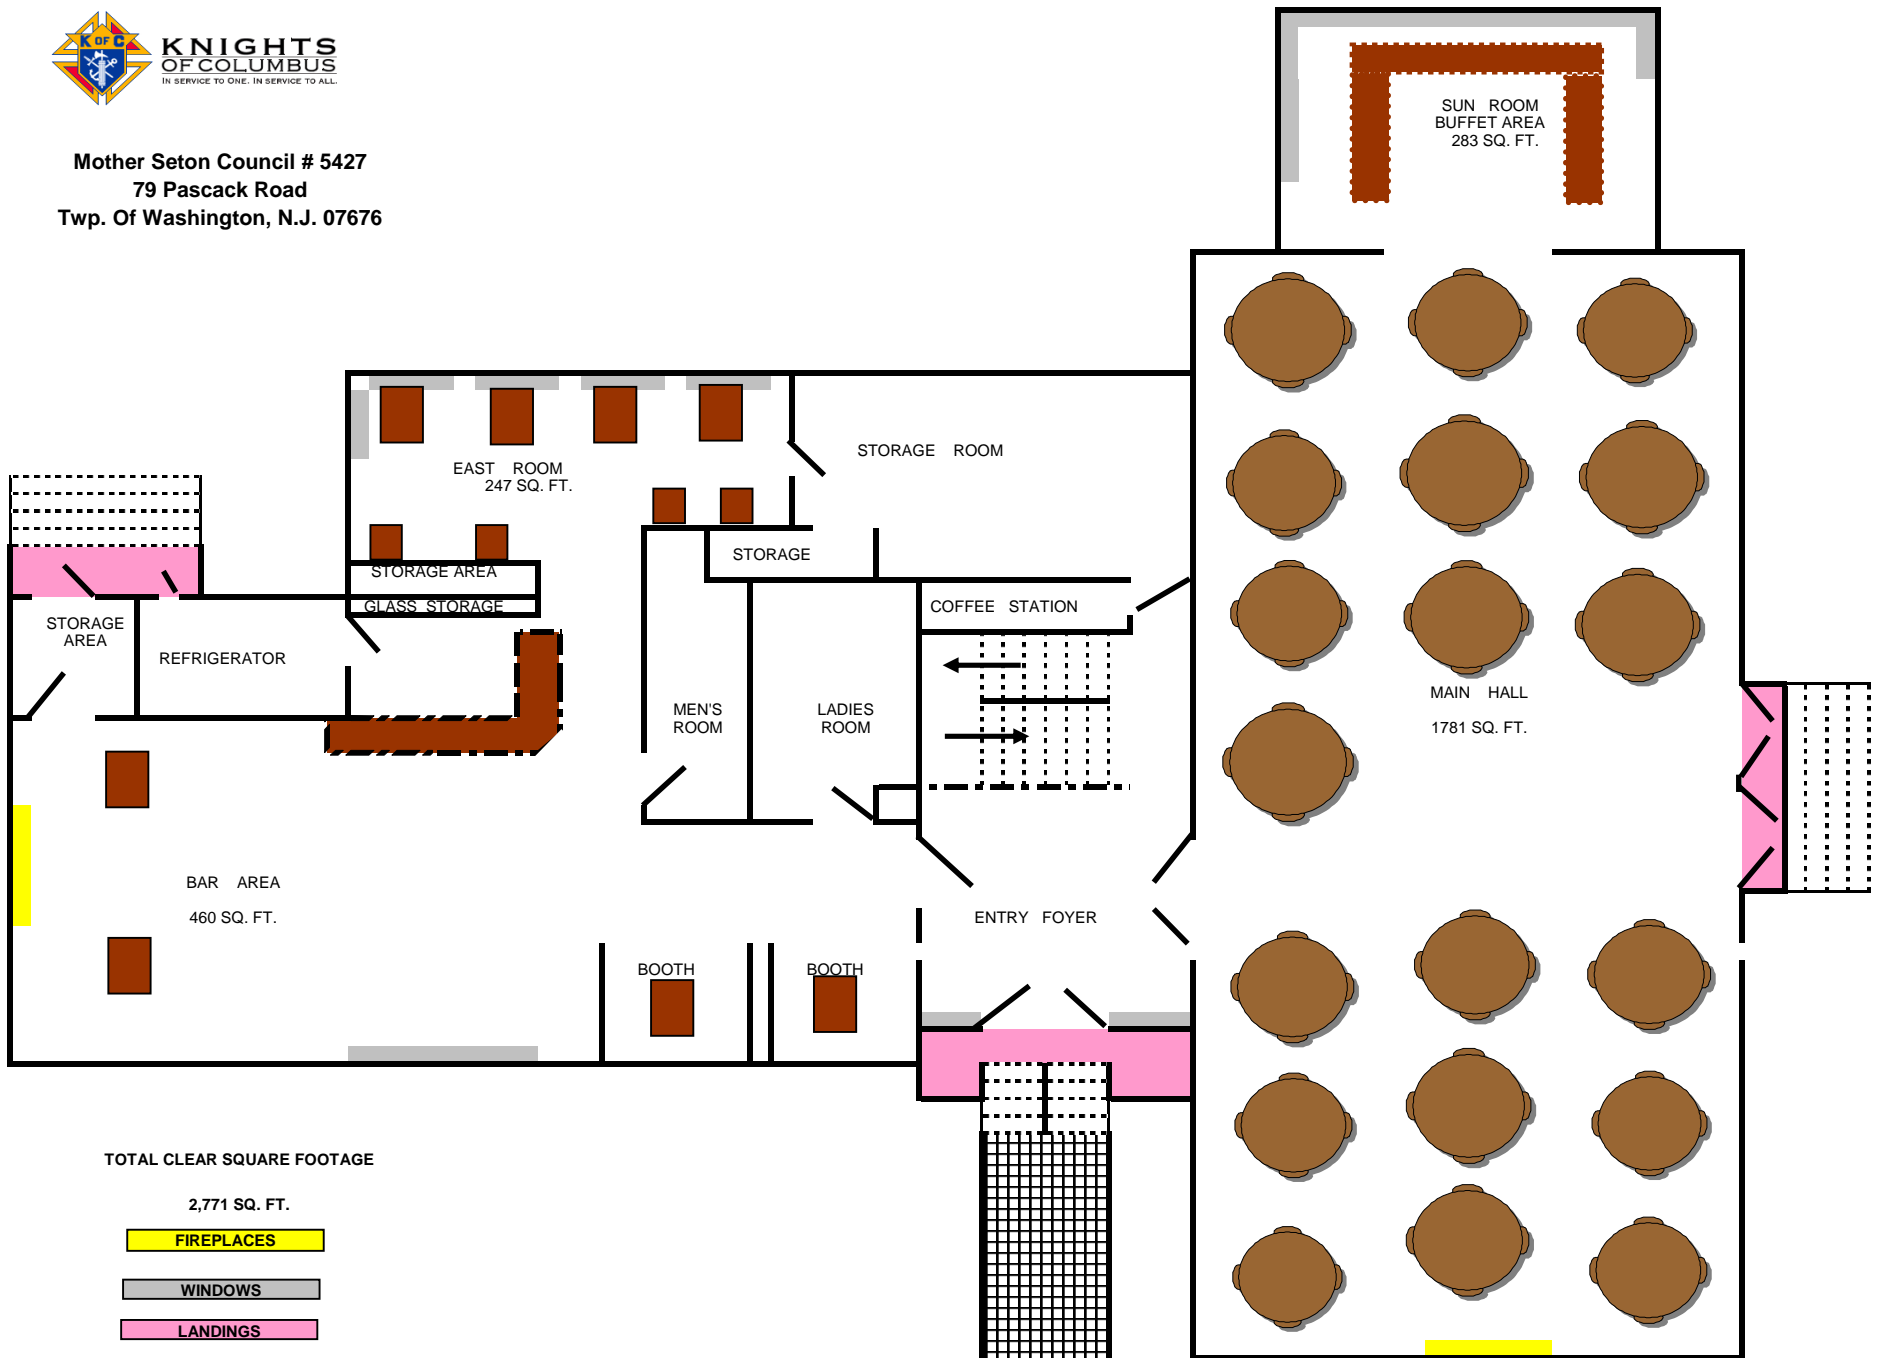 K OF C
KNIGHTS
OF COLUMBUS
IN SERVICE TO ONE. IN SERVICE TO ALL.
Mother Seton Council # 5427
79 Pascack Road
Twp. Of Washington, N.J. 07676
SUN ROOM
BUFFET AREA
283 SQ. FT.
EAST ROOM
247 SQ. FT.
STORAGE ROOM
STORAGE
STORAGE AREA
GLASS STORAGE
STORAGE
AREA
REFRIGERATOR
COFFEE STATION
MEN'S
ROOM
LADIES
ROOM
MAIN HALL
1781 SQ. FT.
BAR AREA
460 SQ. FT.
ENTRY FOYER
BOOTH
BOOTH
TOTAL CLEAR SQUARE FOOTAGE
2,771 SQ. FT.
FIREPLACES
WINDOWS
LANDINGS